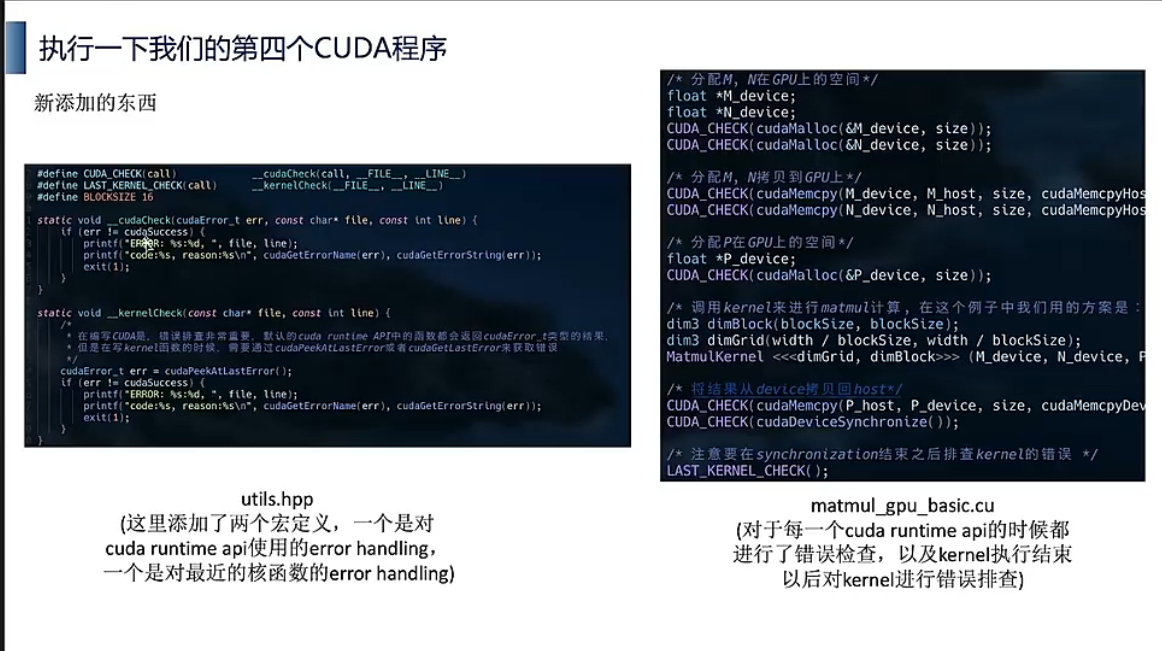 执行一下我们的第四个CUDA程序
新添加的东西
#define CUDA_CHECK(call)             __cudaCheck(call, __FILE__, __LINE__)
#define LAST_KERNEL_CHECK(call)      __kernelCheck(__FILE__, __LINE__)
#define BLOCKSIZE 16
static void __cudaCheck(cudaError_t err, const char* file, const int line) {
    if (err != cudaSuccess) {
        printf("ERROR: %s:%d, ", file, line);
        printf("code:%s, reason:%s\n", cudaGetErrorName(err), cudaGetErrorString(err));
        exit(1);
    }
}
static void __kernelCheck(const char* file, const int line) {
    /*
     * 在编写CUDA是，错误排查非常重要，默认的cuda runtime API中的函数都会返回cudaError_t类型的结果，
     * 但是在写kernel函数的时候，需要通过cudaPeekAtLastError或者cudaGetLastError来获取错误
     */
    cudaError_t err = cudaPeekAtLastError();
    if (err != cudaSuccess) {
        printf("ERROR: %s:%d, ", file, line);
        printf("code:%s, reason:%s\n", cudaGetErrorName(err), cudaGetErrorString(err));
        exit(1);
    }
}
utils.hpp
(这里添加了两个宏定义，一个是对
cuda runtime api使用的error handling，
一个是对最近的核函数的error handling)
/* 分配M, N在GPU上的空间*/
float *M_device;
float *N_device;
CUDA_CHECK(cudaMalloc(&M_device, size));
CUDA_CHECK(cudaMalloc(&N_device, size));
/* 分配M, N拷贝到GPU上*/
CUDA_CHECK(cudaMemcpy(M_device, M_host, size, cudaMemcpyHos
CUDA_CHECK(cudaMemcpy(N_device, N_host, size, cudaMemcpyHos
/* 分配P在GPU上的空间*/
float *P_device;
CUDA_CHECK(cudaMalloc(&P_device, size));
/* 调用kernel来进行matmul计算, 在这个例子中我们用的方案是：
dim3 dimBlock(blockSize, blockSize);
dim3 dimGrid(width / blockSize, width / blockSize);
MatmulKernel <<<dimGrid, dimBlock>>> (M_device, N_device, P
/* 将结果从device拷贝回host*/
CUDA_CHECK(cudaMemcpy(P_host, P_device, size, cudaMemcpyDev
CUDA_CHECK(cudaDeviceSynchronize());
/* 注意要在synchronization结束之后排查kernel的错误 */
LAST_KERNEL_CHECK();
matmul_gpu_basic.cu
(对于每一个cuda runtime api的时候都
进行了错误检查，以及kernel执行结束
以后对kernel进行错误排查)